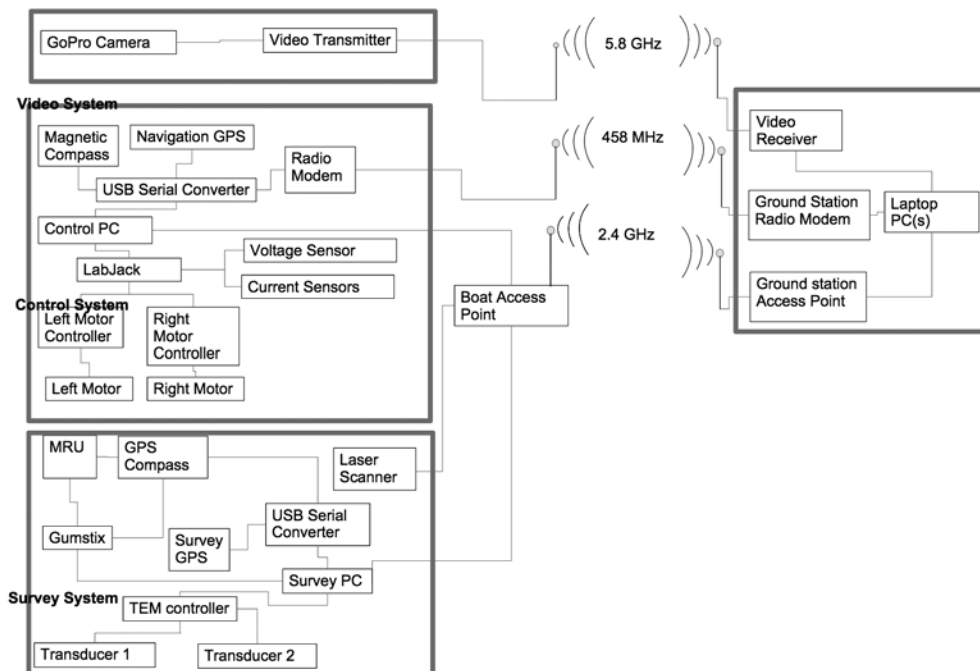 GoPro Camera
Video Transmitter
5.8 GHz
Video System
Magnetic
Compass
Navigation GPS
Radio
Modem
458 MHz
Video
Receiver
USB Serial Converter
Ground Station
Radio Modem
Laptop
PC(s)
Control PC
2.4 GHz
Voltage Sensor
LabJack
Current Sensors
Boat Access
Point
Ground station
Access Point
Control System
Left Motor
Controller
Right
Motor
Controller
Left Motor
Right Motor
MRU
GPS
Compass
Laser
Scanner
Gumstix
Survey
GPS
USB Serial
Converter
Survey PC
Survey System
TEM controller
Transducer 1
Transducer 2